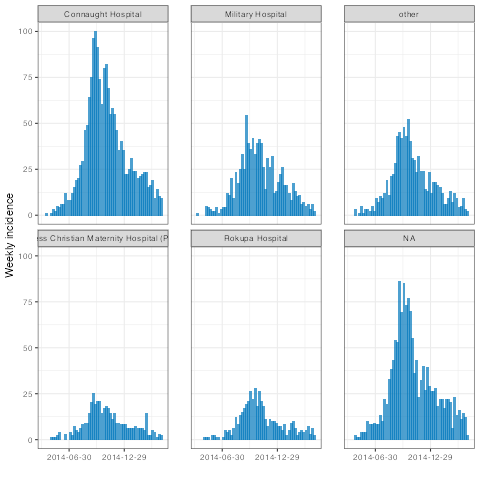 Connaught Hospital
Military Hospital
other
100
75
50
25
0
Weekly incidence
ss Christian Maternity Hospital (P
Rokupa Hospital
NA
100
75
50
25
0
2014-06-30
2014-12-29
2014-06-30
2014-12-29
2014-06-30
2014-12-29